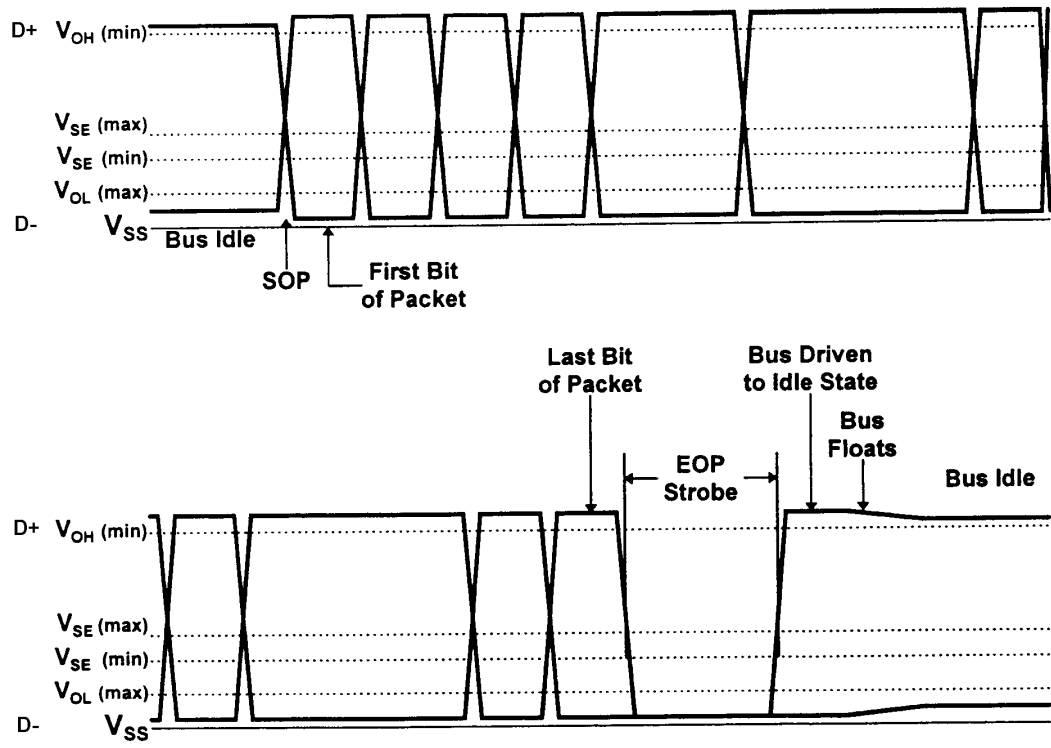 D+ VOH (min)
VSE (max)
VSE (min)
VOL (max)
D- VSS
Bus Idle
SOP
First Bit
of Packet
Last Bit
of Packet
Bus Driven
to Idle State
Bus
Floats
EOP
Strobe
Bus Idle
D+ VOH (min)
VSE (max)
VSE (min)
VOL (max)
D- VSS